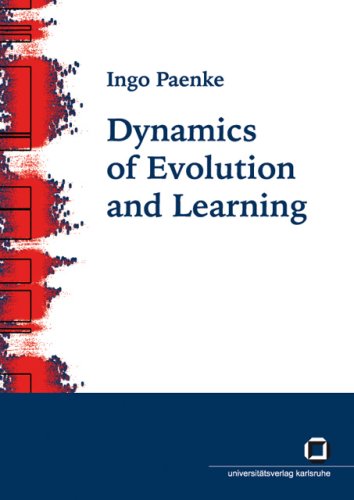 Ingo Paenke
Dynamics
of Evolution
and Learning
universitätsverlag karlsruhe